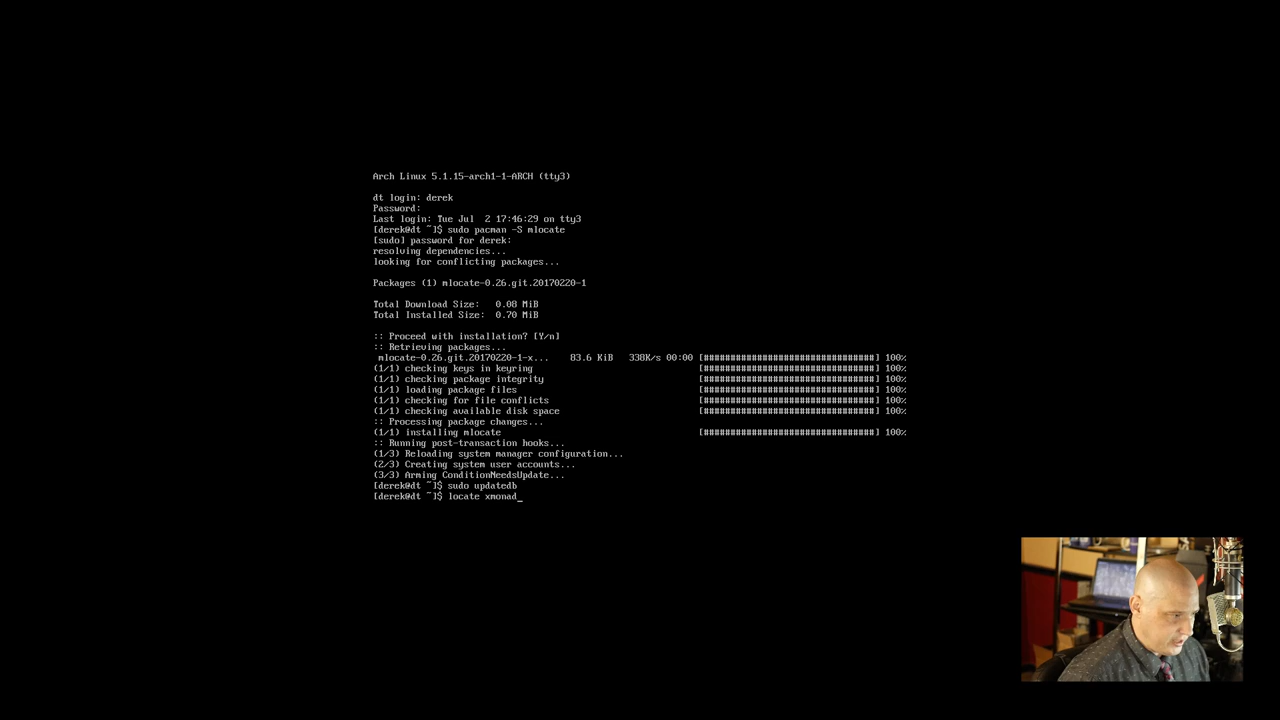 Arch Linux 5.1.15-arch1-1-ARCH (tty3)
dt login: derek
Password:
Last login: Tue Jul  2 17:46:29 on tty3
[derek@dt ~]$ sudo pacman -S mlocate
[sudo] password for derek:
resolving dependencies...
looking for conflicting packages...
Packages (1) mlocate-0.26.git.20170220-1
Total Download Size:   0.08 MiB
Total Installed Size:  0.70 MiB
:: Proceed with installation? [Y/n]
:: Retrieving packages...
mlocate-0.26.git.20170220-1-x...    83.6 KiB   338K/s 00:00 [################################] 100%
(1/1) checking keys in keyring [################################] 100%
(1/1) checking package integrity [################################] 100%
(1/1) loading package files [################################] 100%
(1/1) checking for file conflicts [################################] 100%
(1/1) checking available disk space [################################] 100%
:: Processing package changes...
(1/1) installing mlocate [################################] 100%
:: Running post-transaction hooks...
(1/3) Reloading system manager configuration...
(2/3) Creating system user accounts...
(3/3) Arming ConditionNeedsUpdate...
[derek@dt ~]$ sudo updatedb
[derek@dt ~]$ locate xmonad_